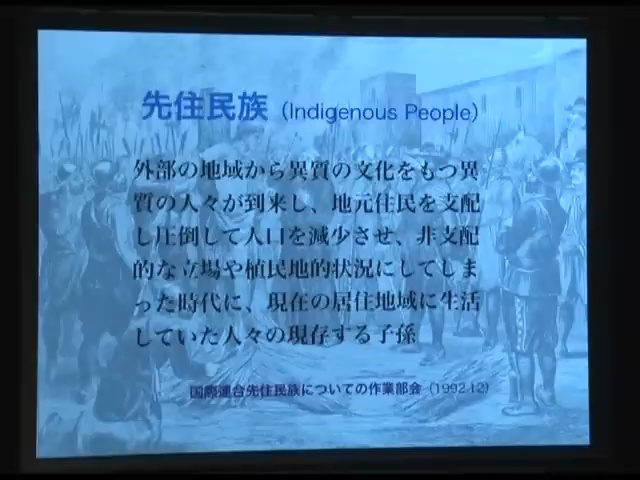 先住民族（Indigenous People）
外部の地域から異質の文化をもつ異
質の人々が到来し、地元住民を支配
し圧倒して人口を減少させ、非支配
的な立場や植民地的状況にしてしま
った時代に、現在の居住地域に生活
していた人々の現存する子孫
国際連合先住民族についての作業部会（1992.12）